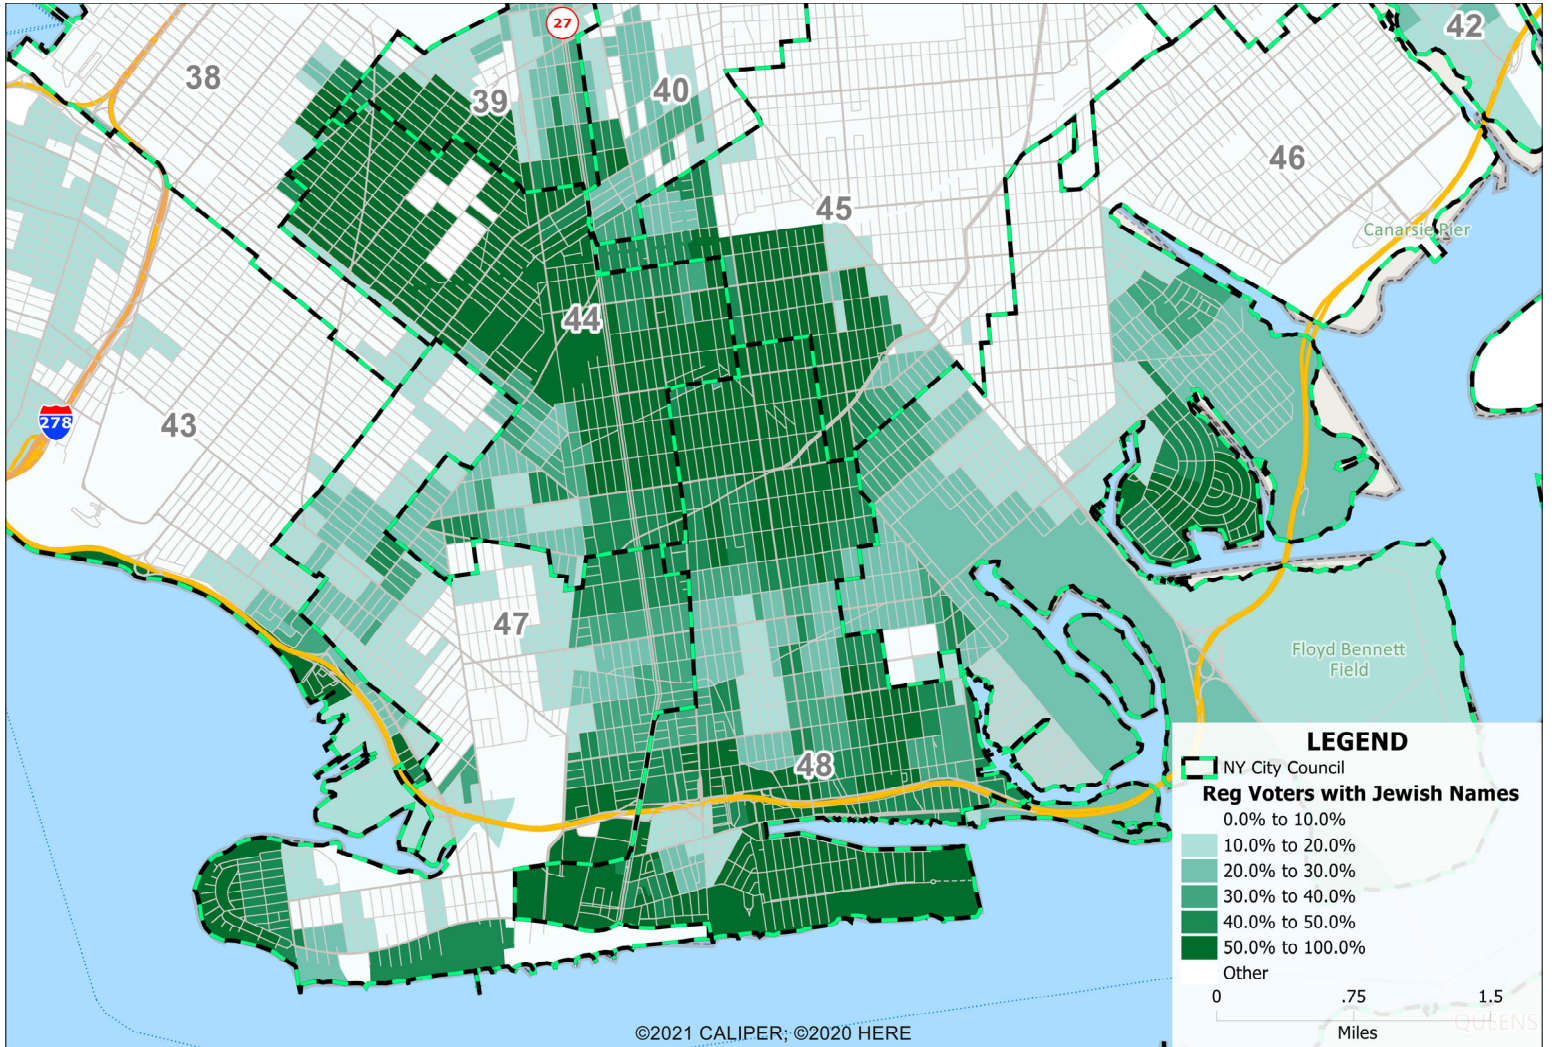 27
42
38
39
40
46
45
Canarsie Pier
44
278
43
47
Floyd Bennett
Field
48
LEGEND
NY City Council
Reg Voters with Jewish Names
0.0% to 10.0%
10.0% to 20.0%
20.0% to 30.0%
30.0% to 40.0%
40.0% to 50.0%
50.0% to 100.0%
Other
0 .75 1.5
Miles
QUEENS
©2021 CALIPER; ©2020 HERE